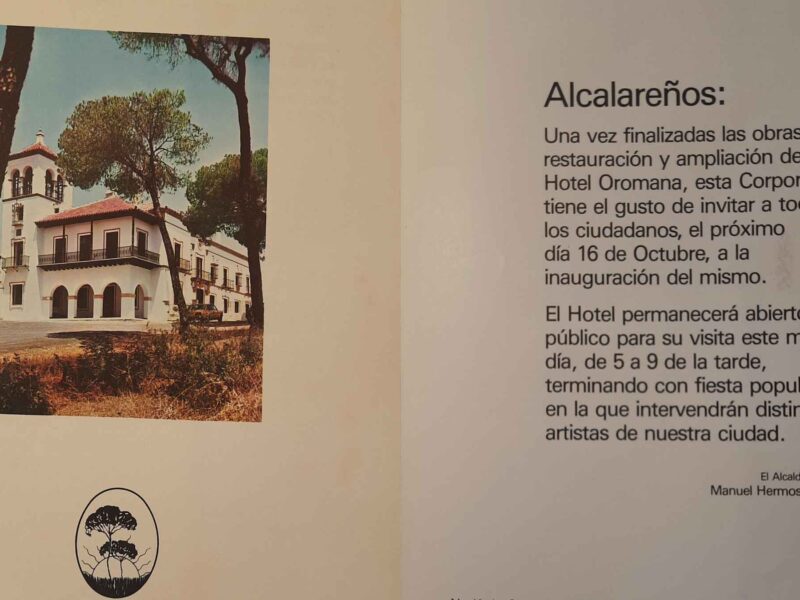 Alcalareños:
Una vez finalizadas las obras
restauración y ampliación de
Hotel Oromana, esta Corpor
tiene el gusto de invitar a to
los ciudadanos, el próximo
día 16 de Octubre, a la
inauguración del mismo.
El Hotel permanecerá abierto
público para su visita este m
día, de 5 a 9 de la tarde,
terminando con fiesta popul
en la que intervendrán distin
artistas de nuestra ciudad.
El Alcald
Manuel Hermos